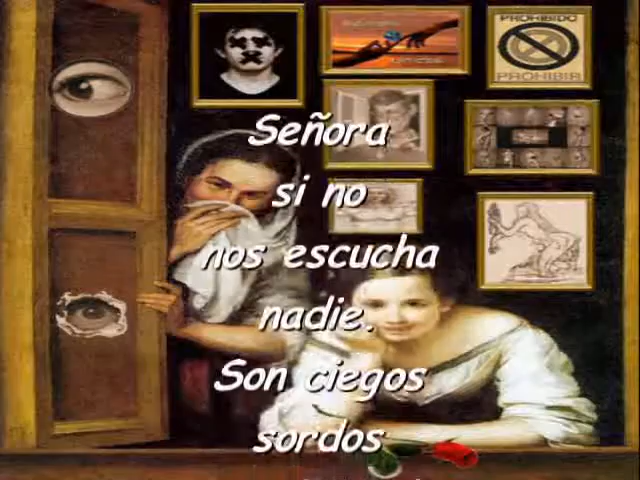 PROHIBIDO
PROHIBIR
Señora
si no
nos escucha
nadie.
Son ciegos
sordos